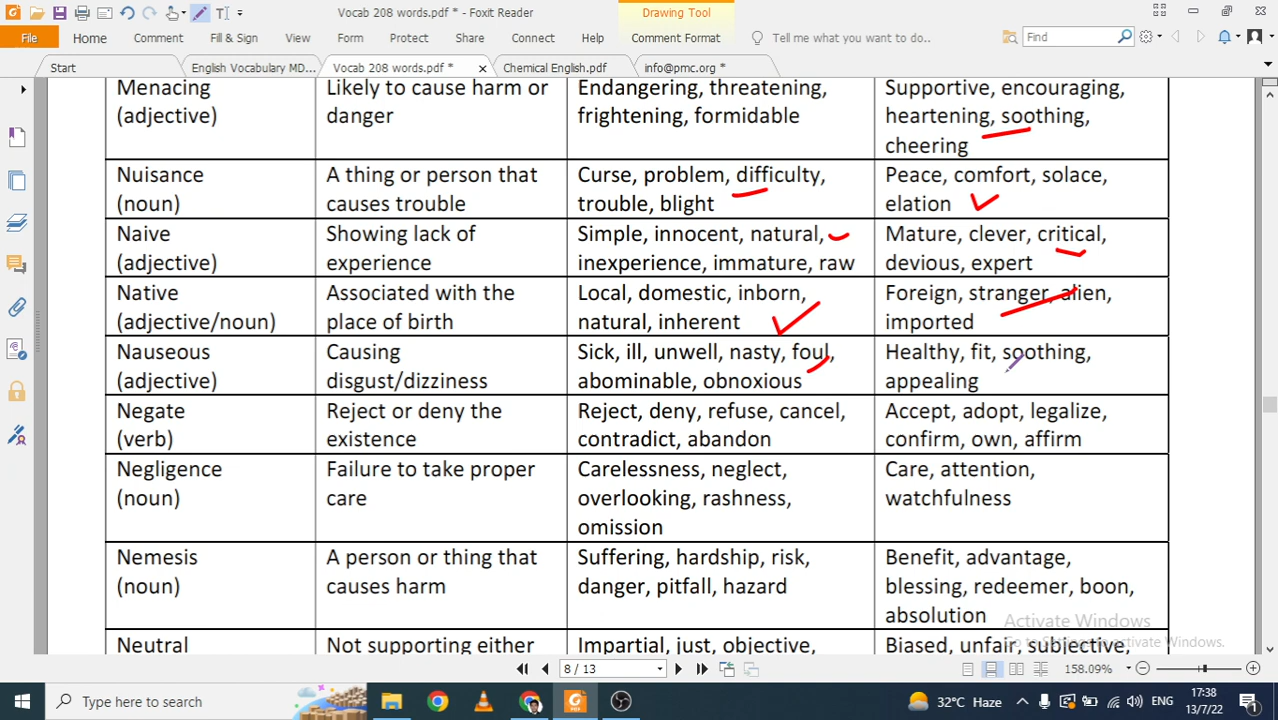 Vocab 208 words.pdf * - Foxit Reader
Drawing Tool
File Home Comment Fill & Sign View Form Protect Share Connect Help Comment Format Tell me what you want to do.. Find
Start English Vocabulary MD... Vocab 208 words.pdf * Chemical English.pdf info@pmc.org *
Menacing Likely to cause harm or Endangering, threatening, Supportive, encouraging,
(adjective) danger frightening, formidable heartening, soothing,
cheering
Nuisance A thing or person that Curse, problem, difficulty, Peace, comfort, solace,
(noun) causes trouble trouble, blight elation
Naive Showing lack of Simple, innocent, natural, Mature, clever, critical,
(adjective) experience inexperience, immature, raw devious, expert
Native Associated with the Local, domestic, inborn, Foreign, stranger, alien,
(adjective/noun) place of birth natural, inherent imported
Nauseous Causing Sick, ill, unwell, nasty, foul, Healthy, fit, soothing,
(adjective) disgust/dizziness abominable, obnoxious appealing
Negate Reject or deny the Reject, deny, refuse, cancel, Accept, adopt, legalize,
(verb) existence contradict, abandon confirm, own, affirm
Negligence Failure to take proper Carelessness, neglect, Care, attention,
(noun) care overlooking, rashness, watchfulness
omission
Nemesis A person or thing that Suffering, hardship, risk, Benefit, advantage,
(noun) causes harm danger, pitfall, hazard blessing, redeemer, boon,
absolution
Activate Windows
Go to Settings to activate Windows.
Neutral Not supporting either Impartial, just, objective, Biased, unfair, subjective,
8 / 13 158.09%
Type here to search 32°C Haze ENG 17:38
13/7/22 1